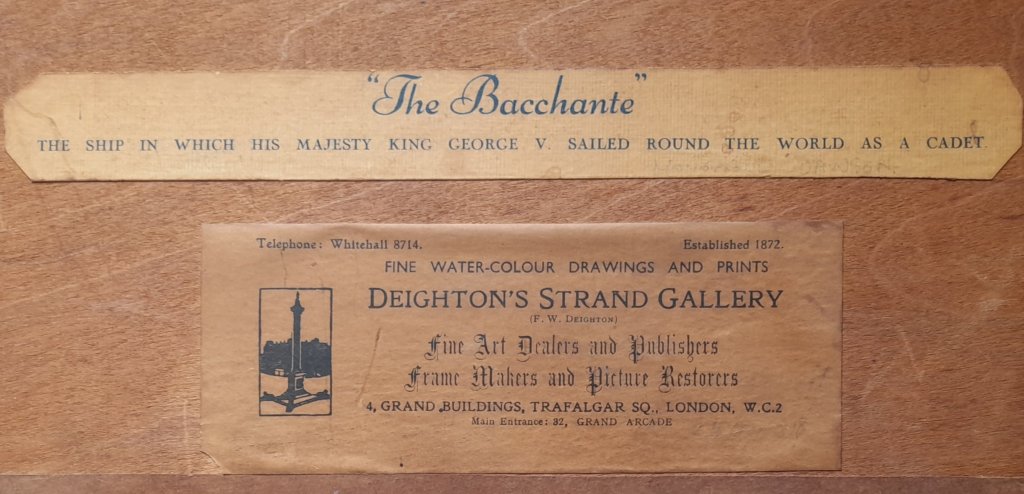 "The Bacchante"
THE SHIP IN WHICH HIS MAJESTY KING GEORGE V. SAILED ROUND THE WORLD AS A CADET.
Telephone: Whitehall 8714. Established 1872.
FINE WATER-COLOUR DRAWINGS AND PRINTS
DEIGHTON'S STRAND GALLERY
(F. W. DEIGHTON)
Fine Art Dealers and Publishers
Frame Makers and Picture Restorers
4, GRAND BUILDINGS, TRAFALGAR SQ., LONDON, W.C.2
Main Entrance: 32, GRAND ARCADE